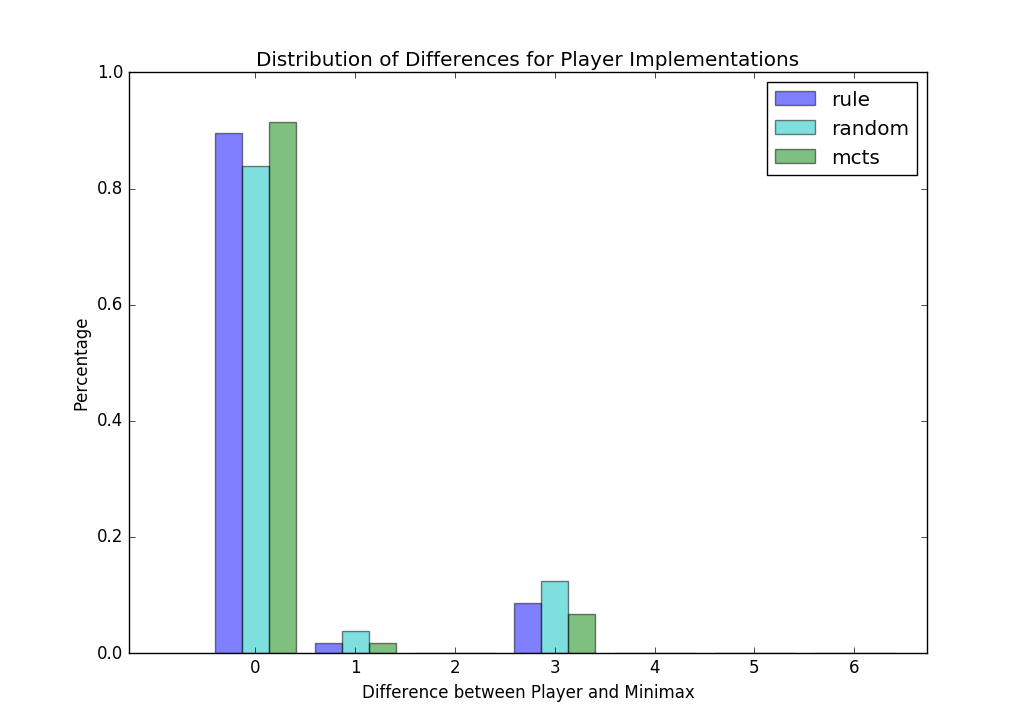 Distribution of Differences for Player Implementations
1.0
0.8
0.6
0.4
0.2
0.0
Percentage
rule
random
mcts
0 1 2 3 4 5 6
Difference between Player and Minimax